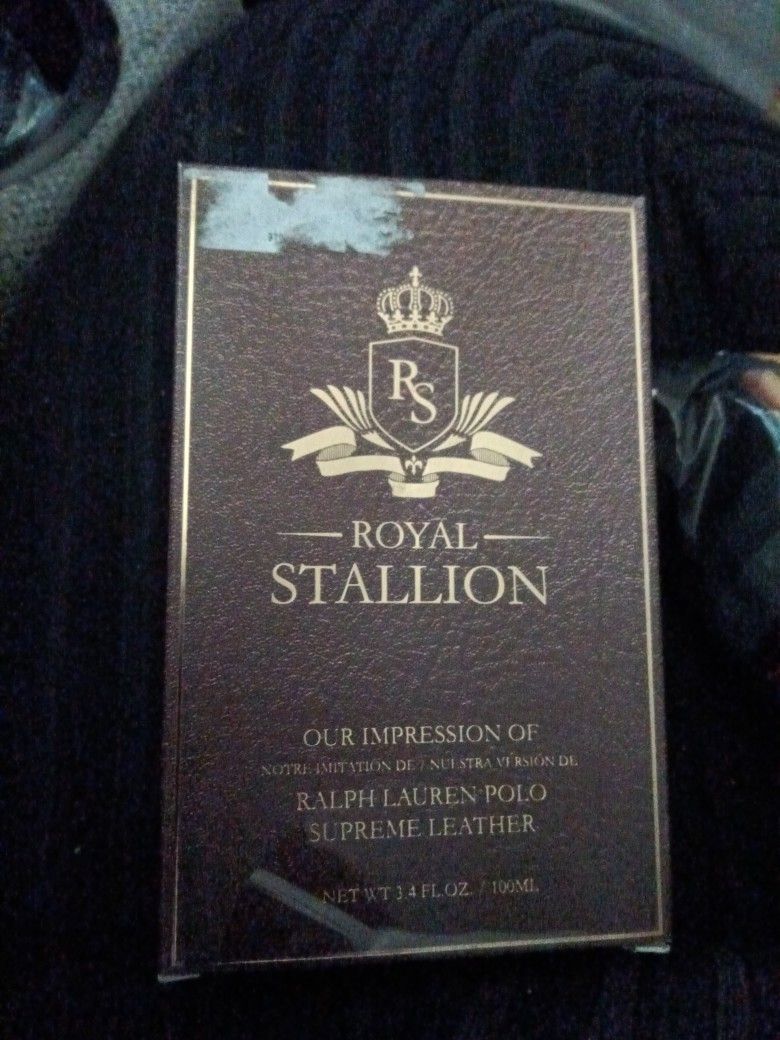 RS
ROYAL
STALLION
OUR IMPRESSION OF
NOTRE IMITATION DE / NUESTRA VERSION DE
RALPH LAUREN POLO
SUPREME LEATHER
NET WT 3.4 FL.OZ. / 100ML